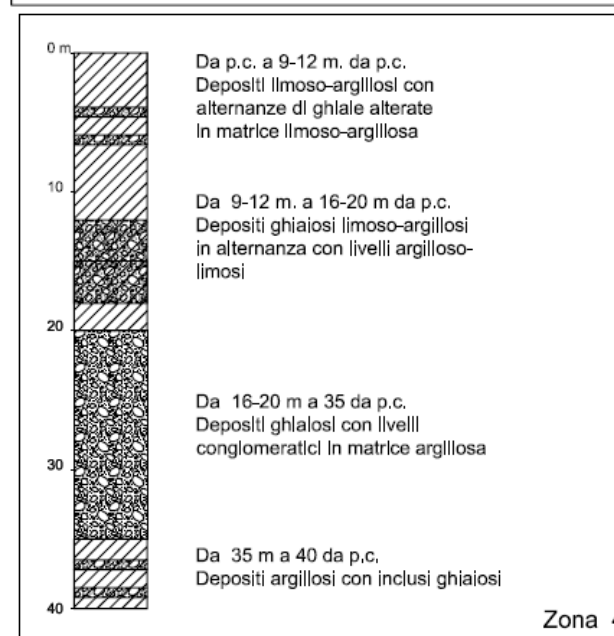 0 m
Da p.c. a 9-12 m. da p.c.
Depositi limoso-argillosi con
alternanze di ghiaie alterate
in matrice limoso-argillosa
10
Da 9-12 m. a 16-20 m da p.c.
Depositi ghiaiosi limoso-argillosi
in alternanza con livelli argilloso-
limosi
20
Da 16-20 m a 35 da p.c.
Depositi ghiaiosi con livelli
conglomeratici in matrice argillosa
30
Da 35 m a 40 da p.c.
Depositi argillosi con inclusi ghiaiosi
40
Zona